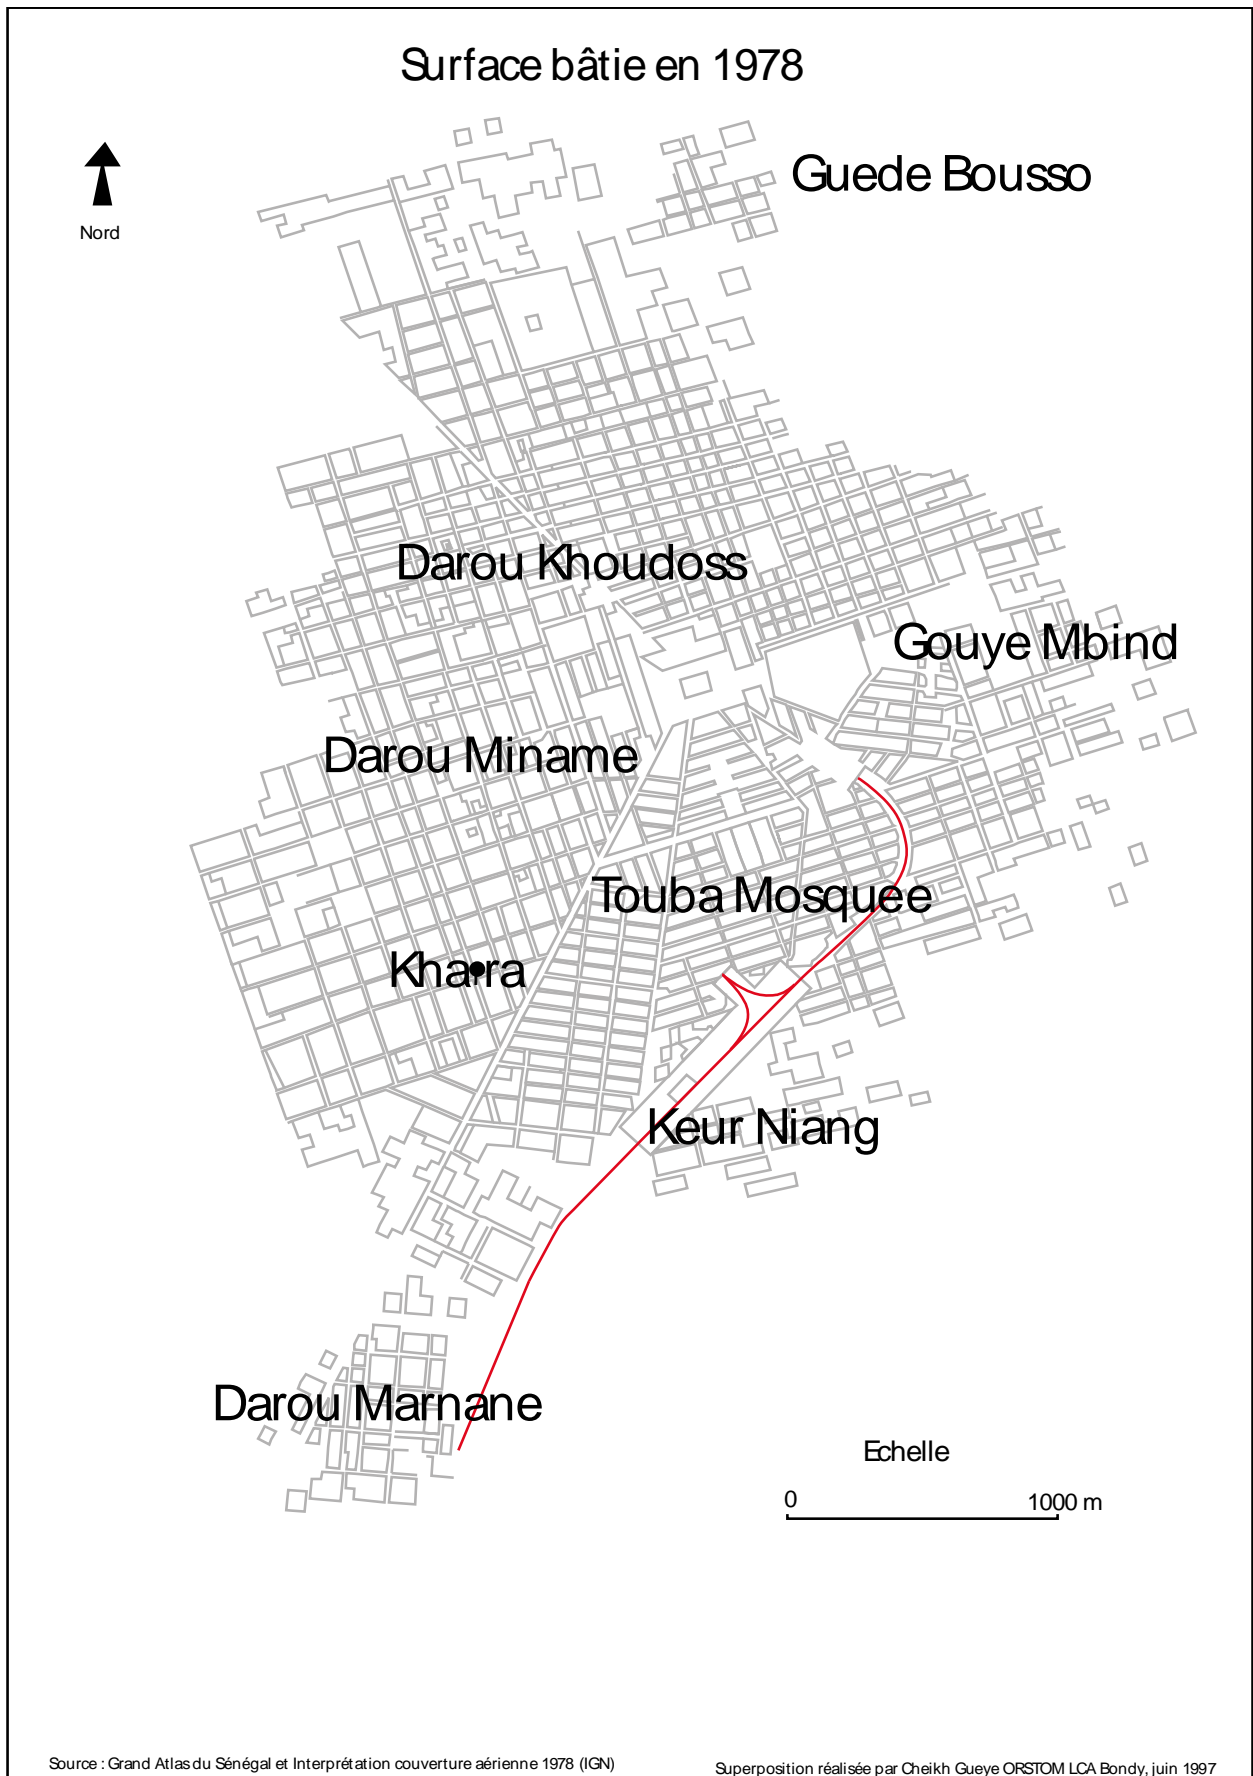 Surface bâtie en 1978
Guede Bousso
Nord
Darou Khoudoss
Gouye Mbind
Darou Miname
Touba Mosquee
Khaïra
Keur Niang
Darou Marnane
Echelle
0 1000 m
Source : Grand Atlas du Sénégal et Interprétation couverture aérienne 1978 (IGN)
Superposition réalisée par Cheikh Gueye ORSTOM LCA Bondy, juin 1997